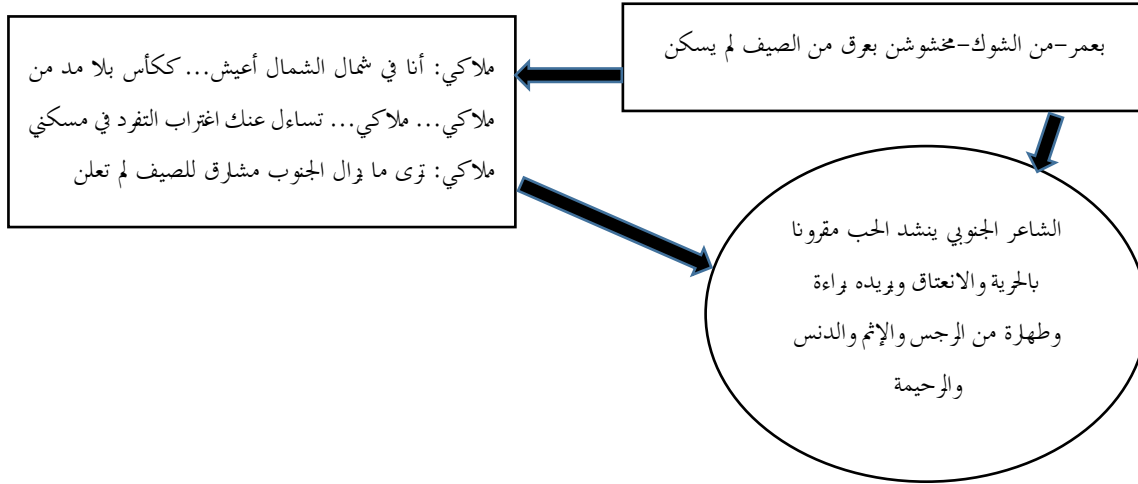 بعمر-من الشوك-مخشوشن بعرق من الصيف لم يسكن
ملاكي: أنا في شمال الشمال أعيش... ككأس بلا مد من
ملاكي... ملاكي... تساءل عنك اغتراب التفرد في مسكني
ملاكي: ترى ما يزال الجنوب مشارق للصيف لم تعلن
الشاعر الجنوبي ينشد الحب مقرونا
بالحرية والانعتاق ويريده براءة
وطهارة من الرجس والإثم والدنس
والرحيمة